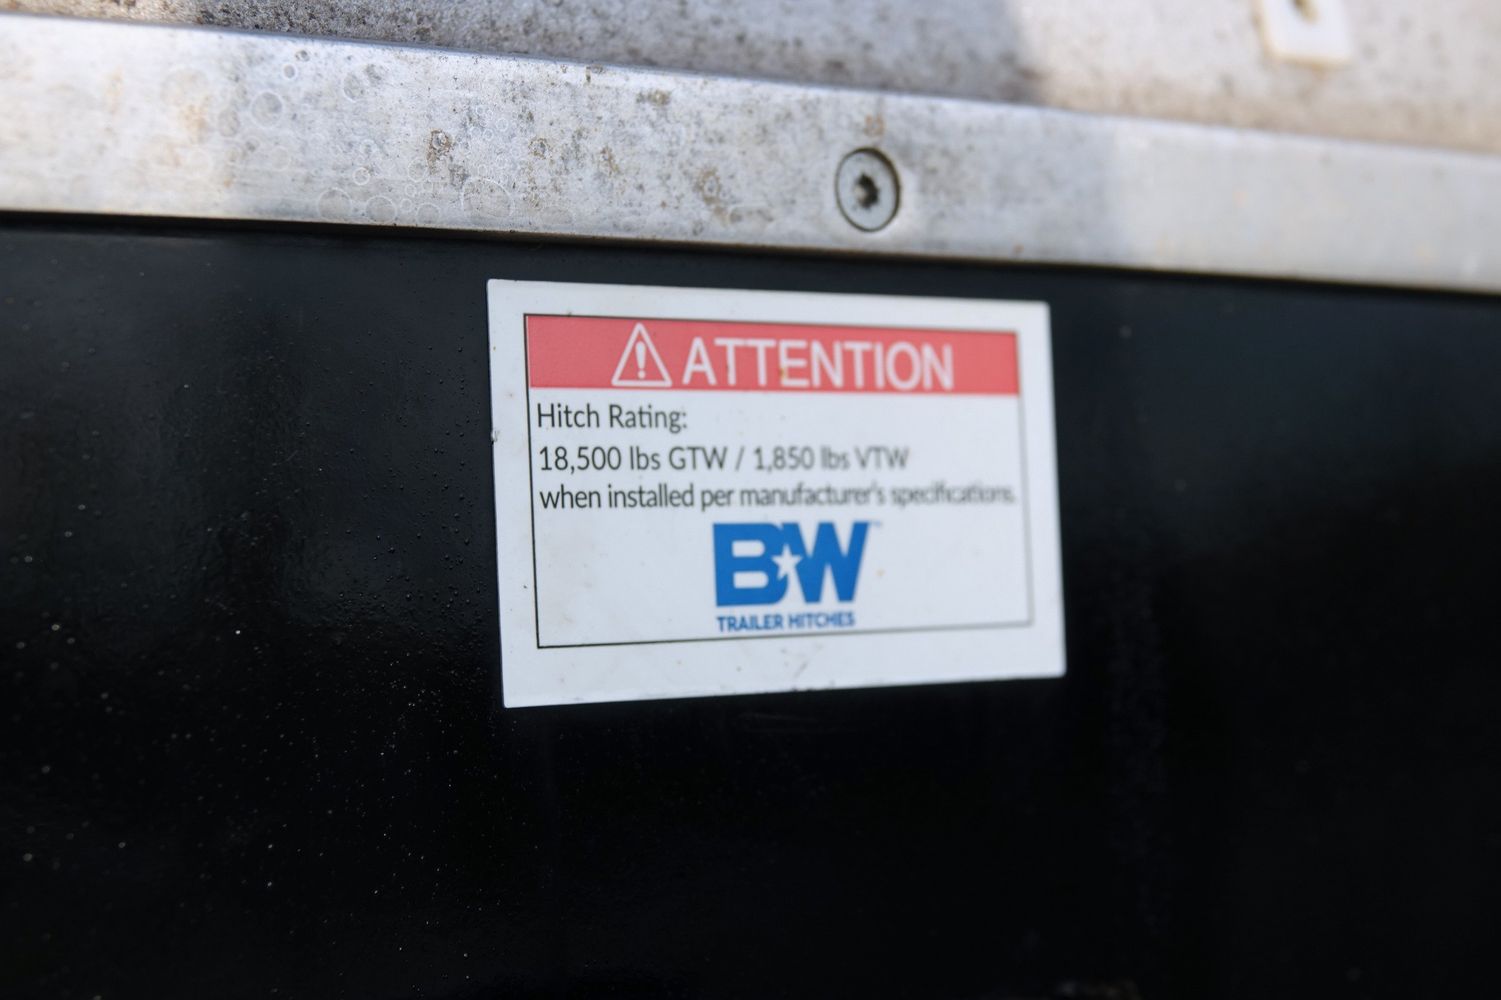 ATTENTION
Hitch Rating:
18,500 lbs GTW / 1,850 lbs VTW
when installed per manufacturer's specifications.
B&W
TRAILER HITCHES